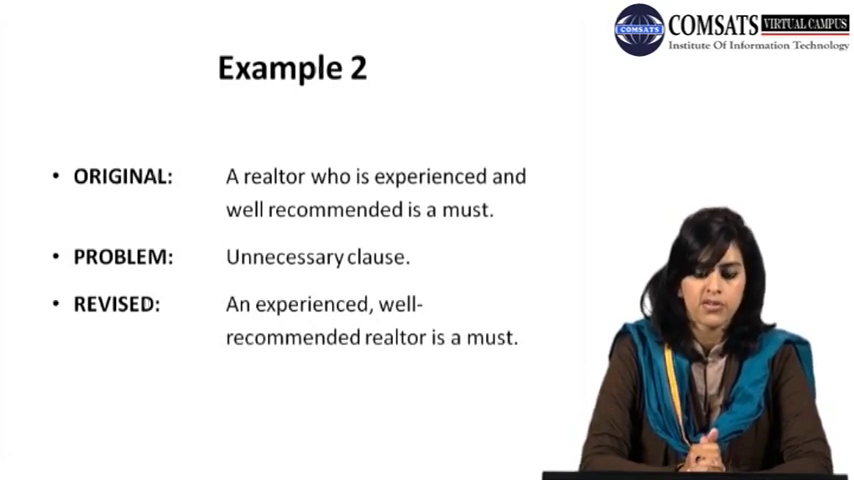 COMSATS VIRTUAL CAMPUS
COMSATS
Institute Of Information Technology
Example 2
• ORIGINAL: A realtor who is experienced and
well recommended is a must.
• PROBLEM: Unnecessary clause.
• REVISED: An experienced, well-
recommended realtor is a must.